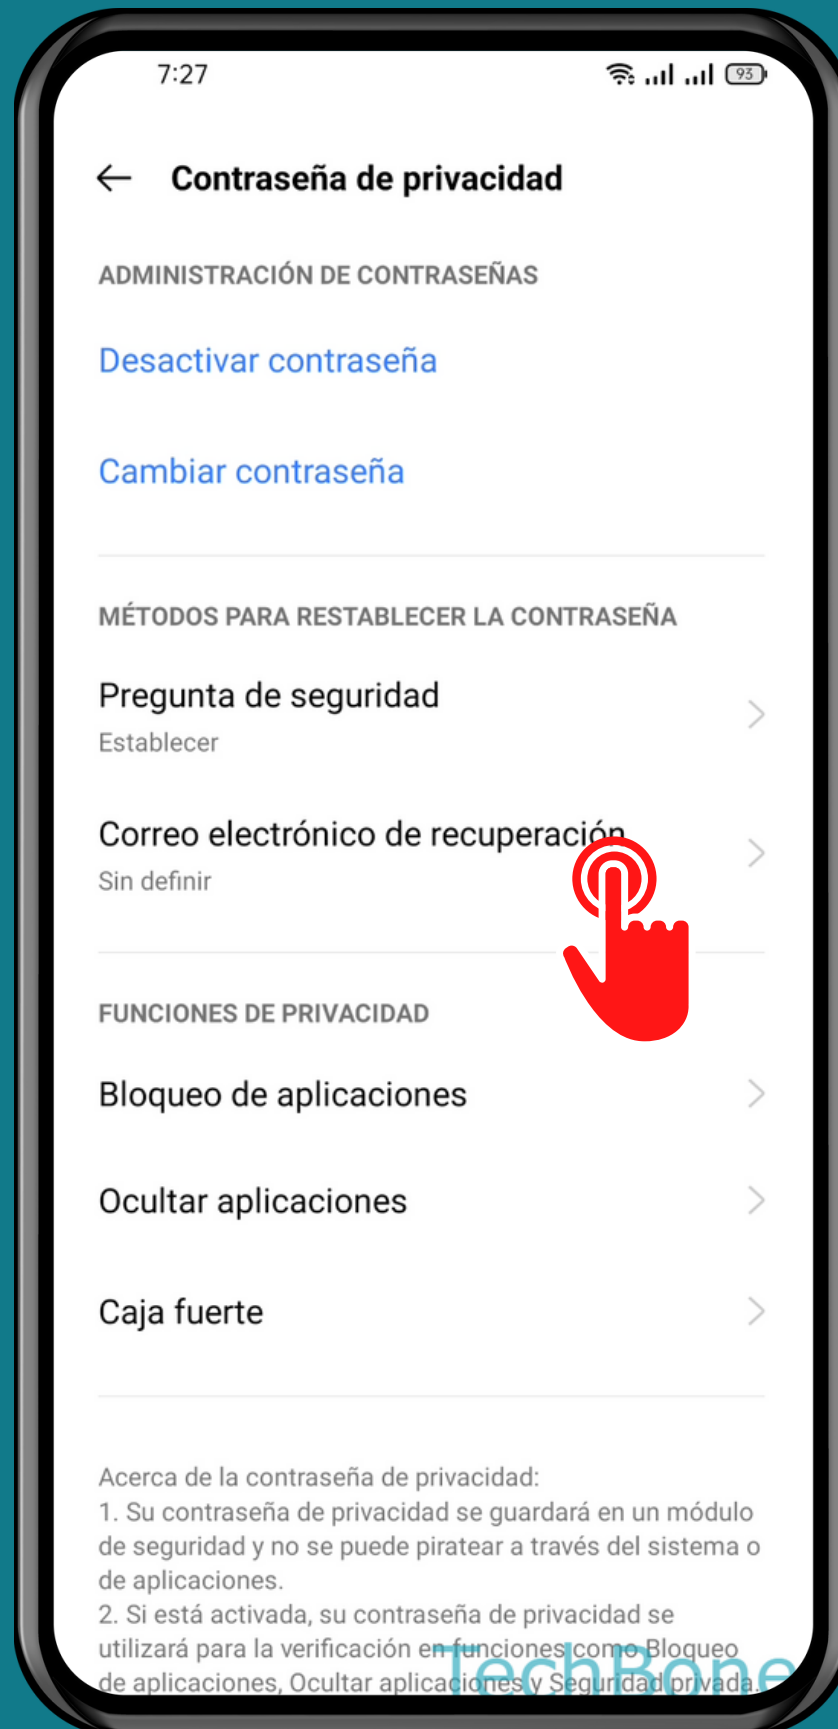 7:27
93
Contraseña de privacidad
ADMINISTRACIÓN DE CONTRASEÑAS
Desactivar contraseña
Cambiar contraseña
MÉTODOS PARA RESTABLECER LA CONTRASEÑA
Pregunta de seguridad
Establecer
Correo electrónico de recuperación
Sin definir
FUNCIONES DE PRIVACIDAD
Bloqueo de aplicaciones
Ocultar aplicaciones
Caja fuerte
Acerca de la contraseña de privacidad:
1. Su contraseña de privacidad se guardará en un módulo
de seguridad y no se puede piratear a través del sistema o
de aplicaciones.
2. Si está activada, su contraseña de privacidad se
utilizará para la verificación en funciones como Bloqueo
de aplicaciones, Ocultar aplicaciones y Seguridad privada.
TechBone